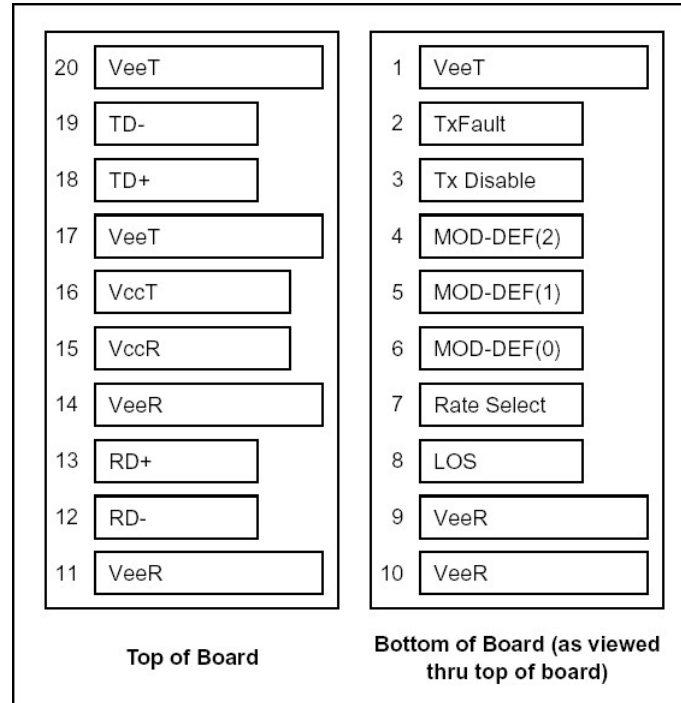 20 VeeT
19 TD-
18 TD+
17 VeeT
16 VccT
15 VccR
14 VeeR
13 RD+
12 RD-
11 VeeR
Top of Board
1 VeeT
2 TxFault
3 Tx Disable
4 MOD-DEF(2)
5 MOD-DEF(1)
6 MOD-DEF(0)
7 Rate Select
8 LOS
9 VeeR
10 VeeR
Bottom of Board (as viewed
thru top of board)